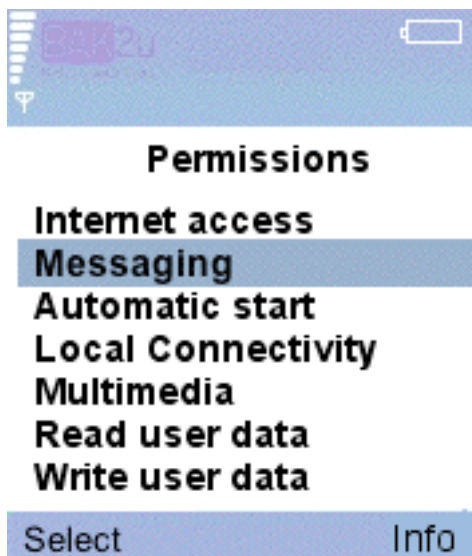 Permissions
Internet access
Messaging
Automatic start
Local Connectivity
Multimedia
Read user data
Write user data
Select Info